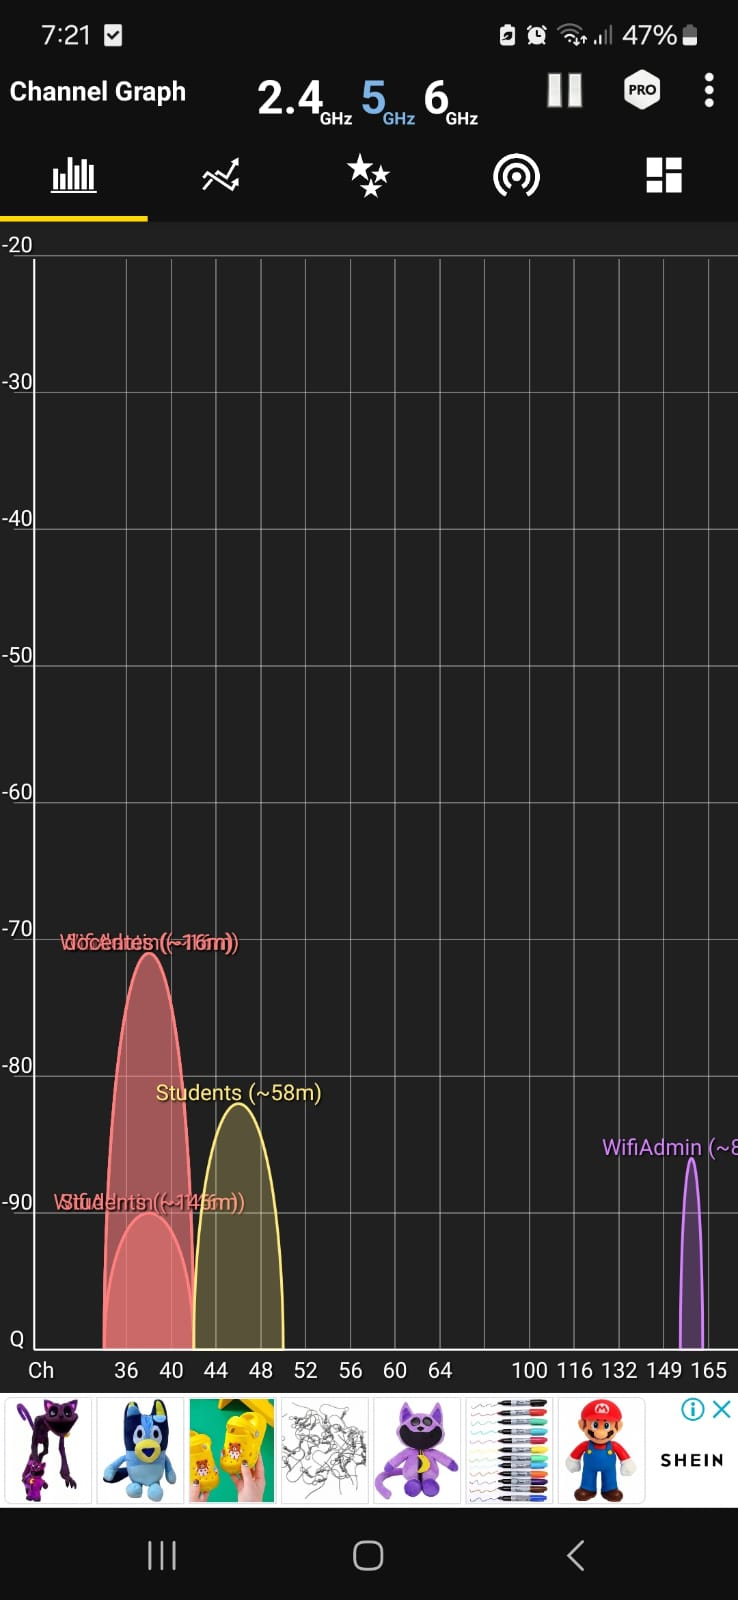 7:21
47%
Channel Graph
2.4 GHz
5 GHz
6 GHz
PRO
-20
-30
-40
-50
-60
-70
-80
Students (~58m)
WifiAdmin (~8
-90
Q
Ch 36 40 44 48 52 56 60 64 100 116 132 149 165
SHEIN